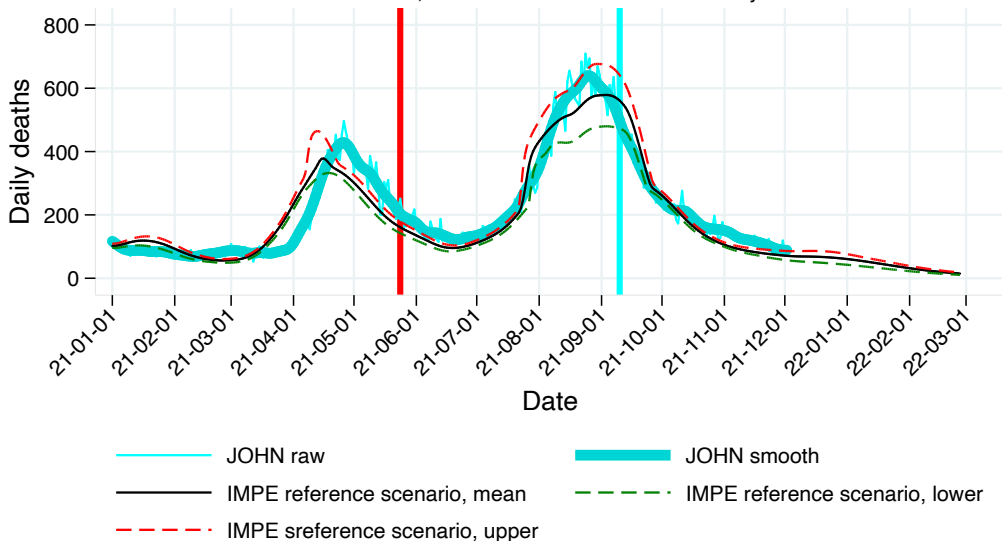 800
600
400
200
0
Daily deaths
21-01-01
21-02-01
21-03-01
21-04-01
21-05-01
21-06-01
21-07-01
21-08-01
21-09-01
21-10-01
21-11-01
21-12-01
22-01-01
22-02-01
22-03-01
Date
JOHN raw
JOHN smooth
IMPE reference scenario, mean
IMPE reference scenario, lower
IMPE sreference scenario, upper